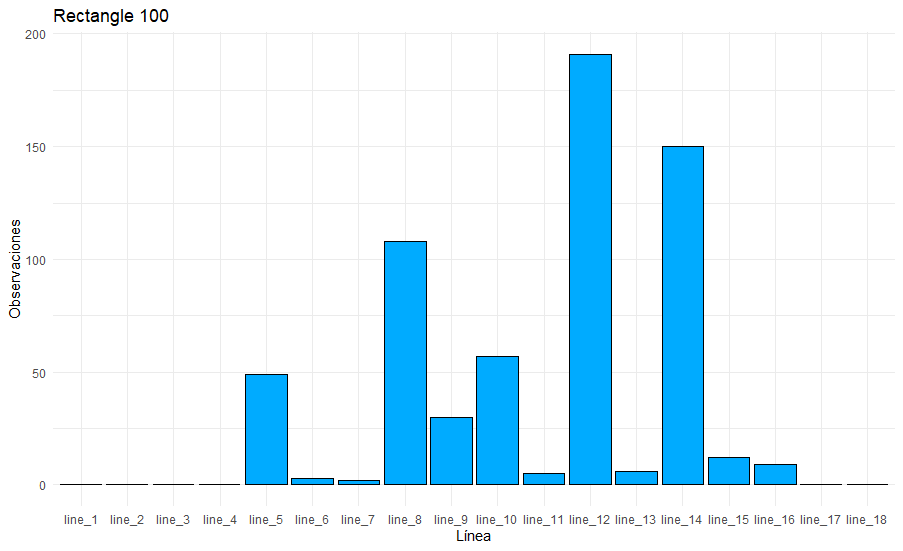 Rectangle 100
Observaciones
200
150
100
50
0
line_1 line_2 line_3 line_4 line_5 line_6 line_7 line_8 line_9 line_10 line_11 line_12 line_13 line_14 line_15 line_16 line_17 line_18
Línea